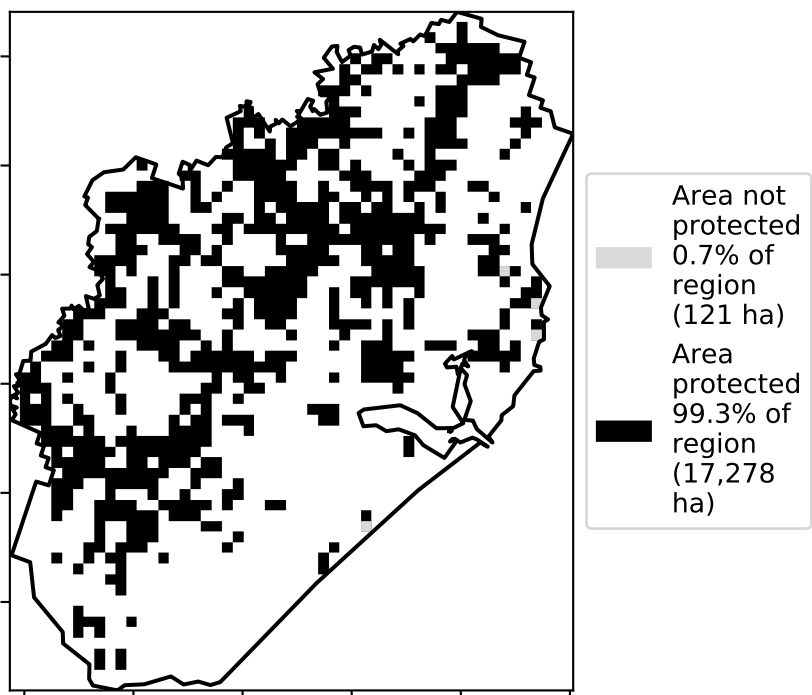 Area not
protected
0.7% of
region
(121 ha)
Area
protected
99.3% of
region
(17,278
ha)